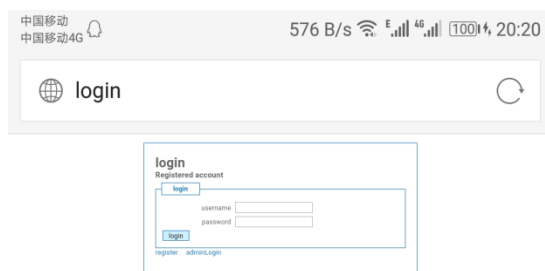 中国移动
中国移动4G
576 B/s E 4G 100 20:20
login
login
Registered account
login
username
password
login
register adminLogin